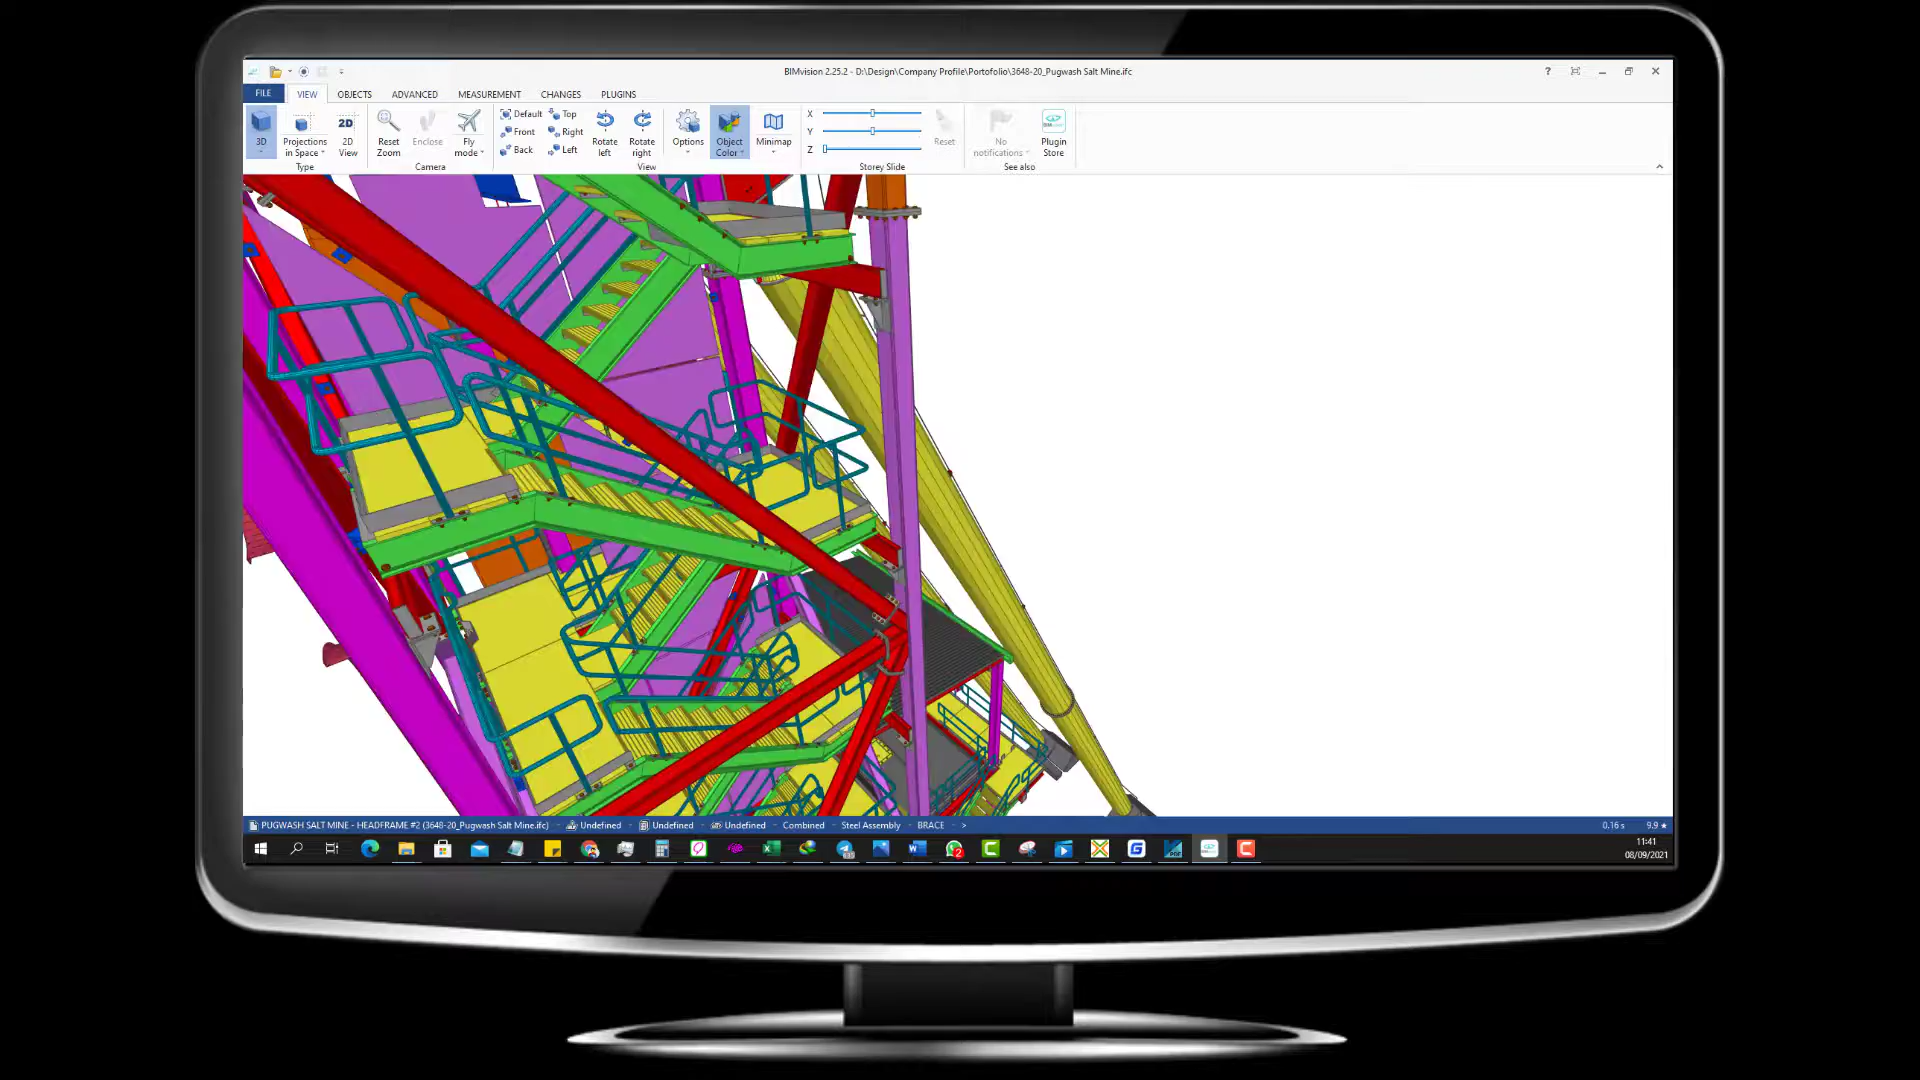 BIMvision 2.25.2 - D:\Design\Company Profile\Portofolio\3648-20_Pugwash Salt Mine.ifc
FILE VIEW OBJECTS ADVANCED MEASUREMENT CHANGES PLUGINS
3D
Projections in Space
2D View
Type
Reset Zoom
Enclose
Fly mode
Camera
Default
Front
Back
Top
Right
Left
Rotate left
Rotate right
View
Options
Object Color
Minimap
X
Y
Z
Reset
Storey Slide
No notifications
Plugin Store
See also
PUGWASH SALT MINE - HEADFRAME #2 (3648-20_Pugwash Salt Mine.ifc) - Undefined - Undefined - Undefined - Combined - Steel Assembly - BRACE >
0.16 s 9.9
11:41
08/09/2021